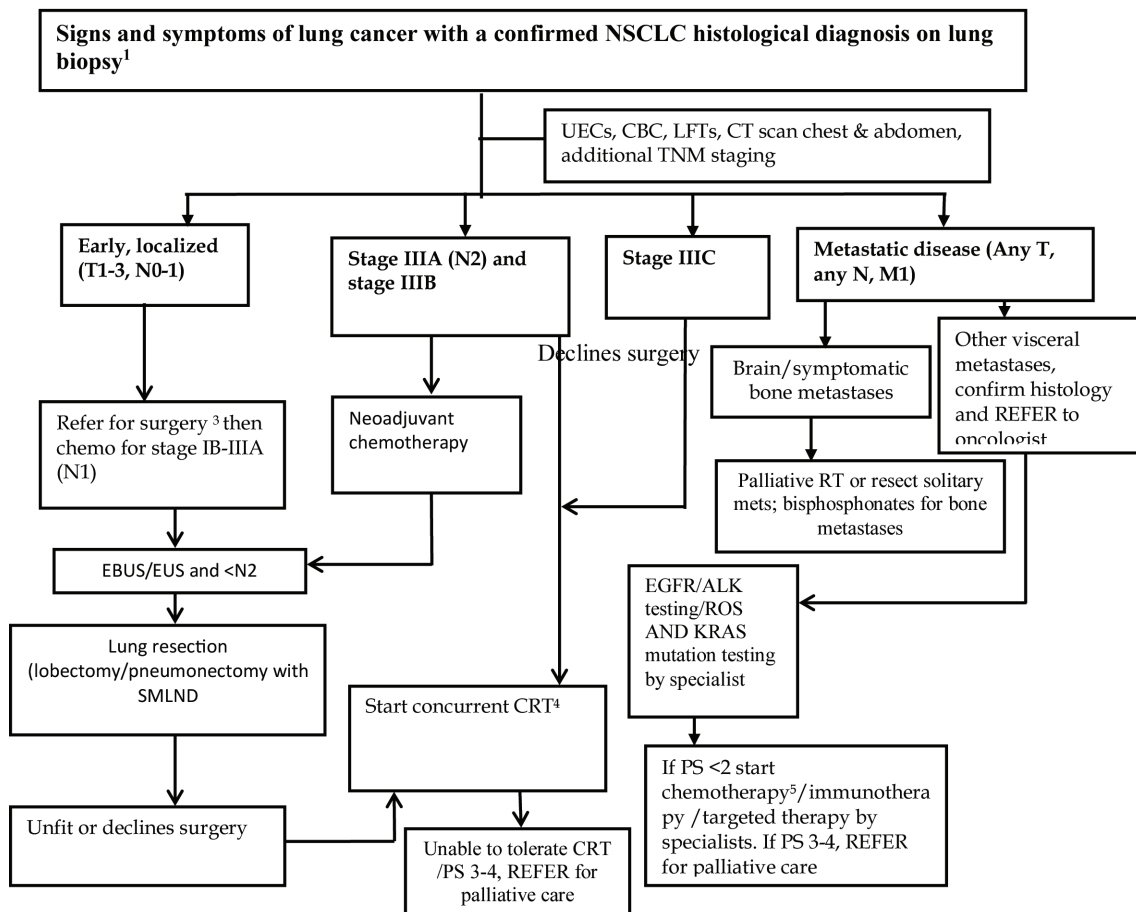 Signs and symptoms of lung cancer with a confirmed NSCLC histological diagnosis on lung
biopsy¹
UECs, CBC, LFTs, CT scan chest & abdomen,
additional TNM staging
Early, localized
(T1-3, N0-1)
Stage IIIA (N2) and
stage IIIB
Stage IIIC
Metastatic disease (Any T,
any N, M1)
Declines surgery
Brain/symptomatic
bone metastases
Other visceral
metastases,
confirm histology
and REFER to
oncologist
Refer for surgery ³ then
chemo for stage IB-IIIA
(N1)
Neoadjuvant
chemotherapy
Palliative RT or resect solitary
mets; bisphosphonates for bone
metastases
EBUS/EUS and <N2
EGFR/ALK
testing/ROS
AND KRAS
mutation testing
by specialist
Lung resection
(lobectomy/pneumonectomy with
SMLND
Start concurrent CRT⁴
If PS <2 start
chemotherapy⁵/immunothera
py /targeted therapy by
specialists. If PS 3-4, REFER
for palliative care
Unfit or declines surgery
Unable to tolerate CRT
/PS 3-4, REFER for
palliative care